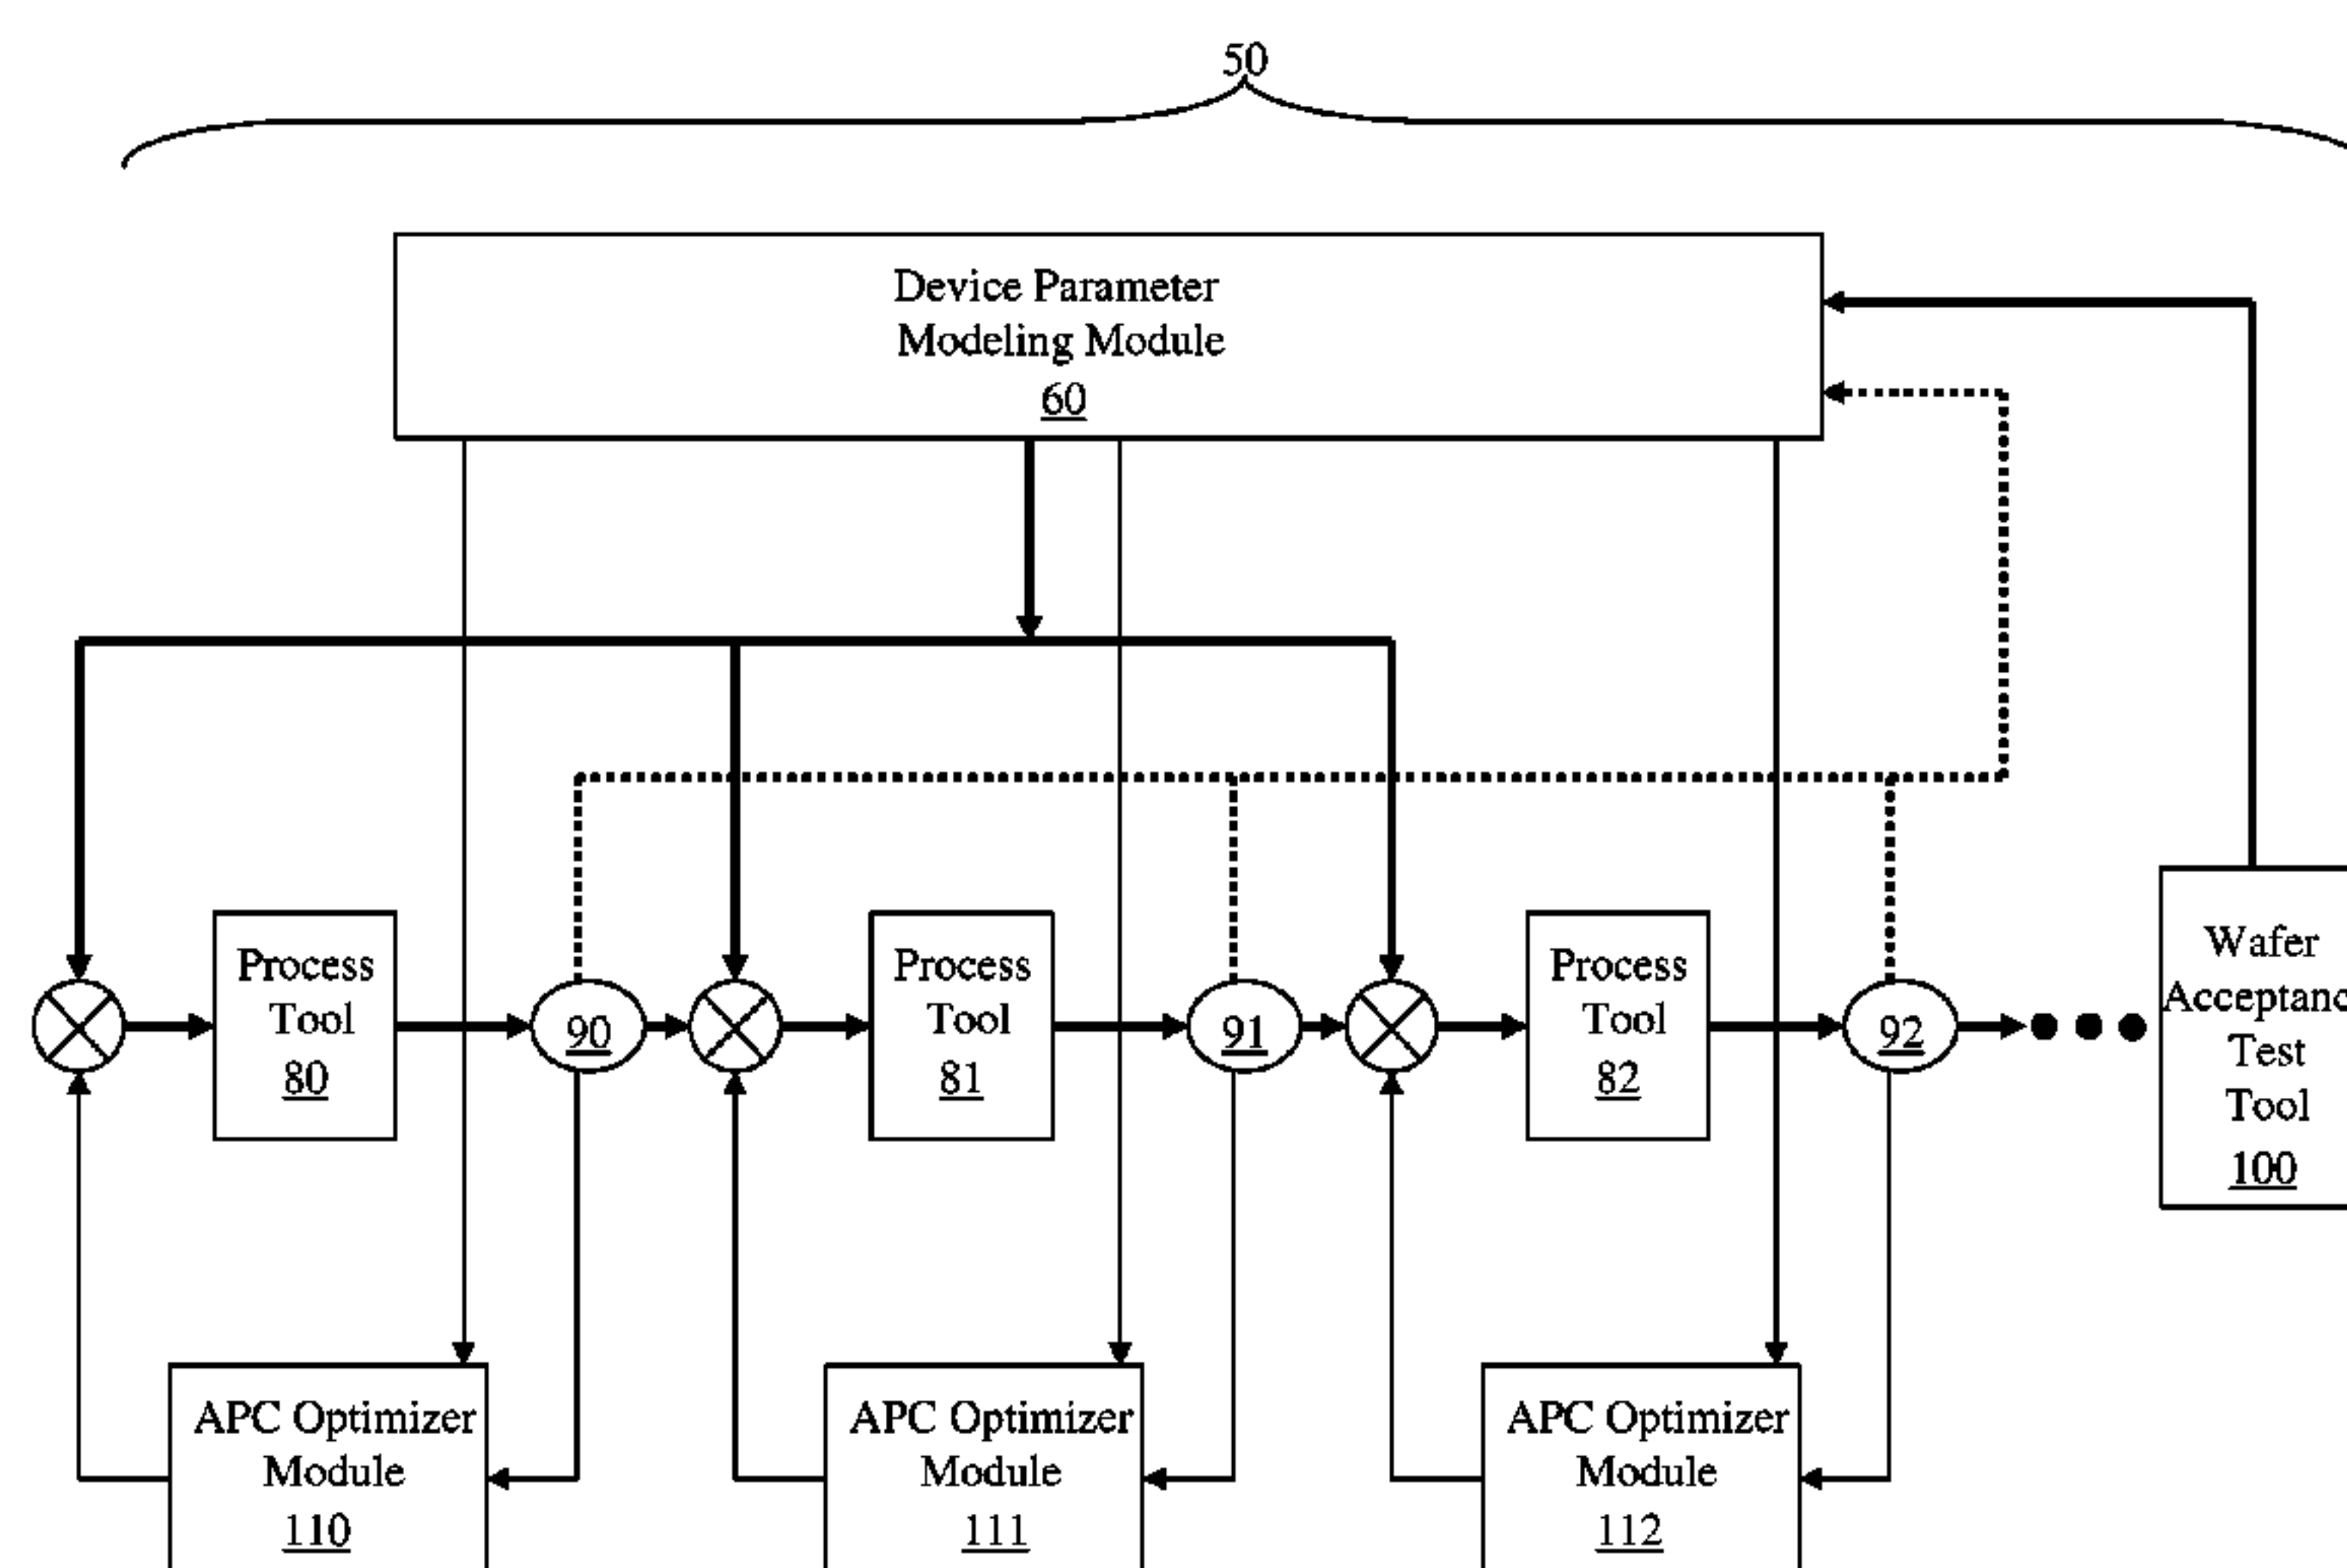 50
Device Parameter
Modeling Module
60
Process
Tool
80
90
Process
Tool
81
91
Process
Tool
82
92
Wafer
Acceptanc
Test
Tool
100
APC Optimizer
Module
110
APC Optimizer
Module
111
APC Optimizer
Module
112